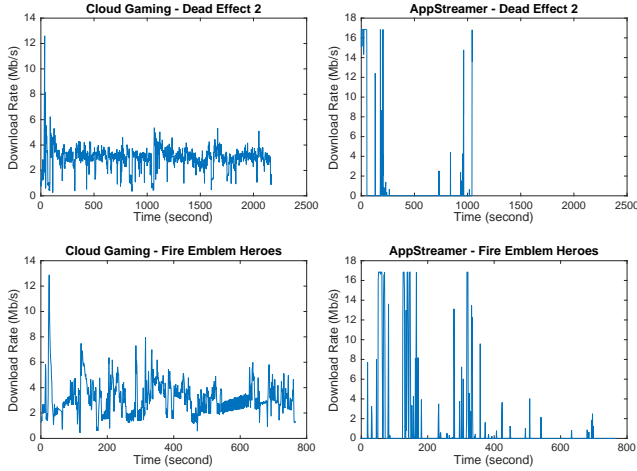 Cloud Gaming - Dead Effect 2
14
12
10
8
6
4
2
0
Download Rate (Mb/s)
0 500 1000 1500 2000 2500
Time (second)
AppStreamer - Dead Effect 2
18
16
14
12
10
8
6
4
2
0
Download Rate (Mb/s)
0 500 1000 1500 2000 2500
Time (second)
Cloud Gaming - Fire Emblem Heroes
14
12
10
8
6
4
2
0
Download Rate (Mb/s)
0 200 400 600 800
Time (second)
AppStreamer - Fire Emblem Heroes
18
16
14
12
10
8
6
4
2
0
Download Rate (Mb/s)
0 200 400 600 800
Time (second)